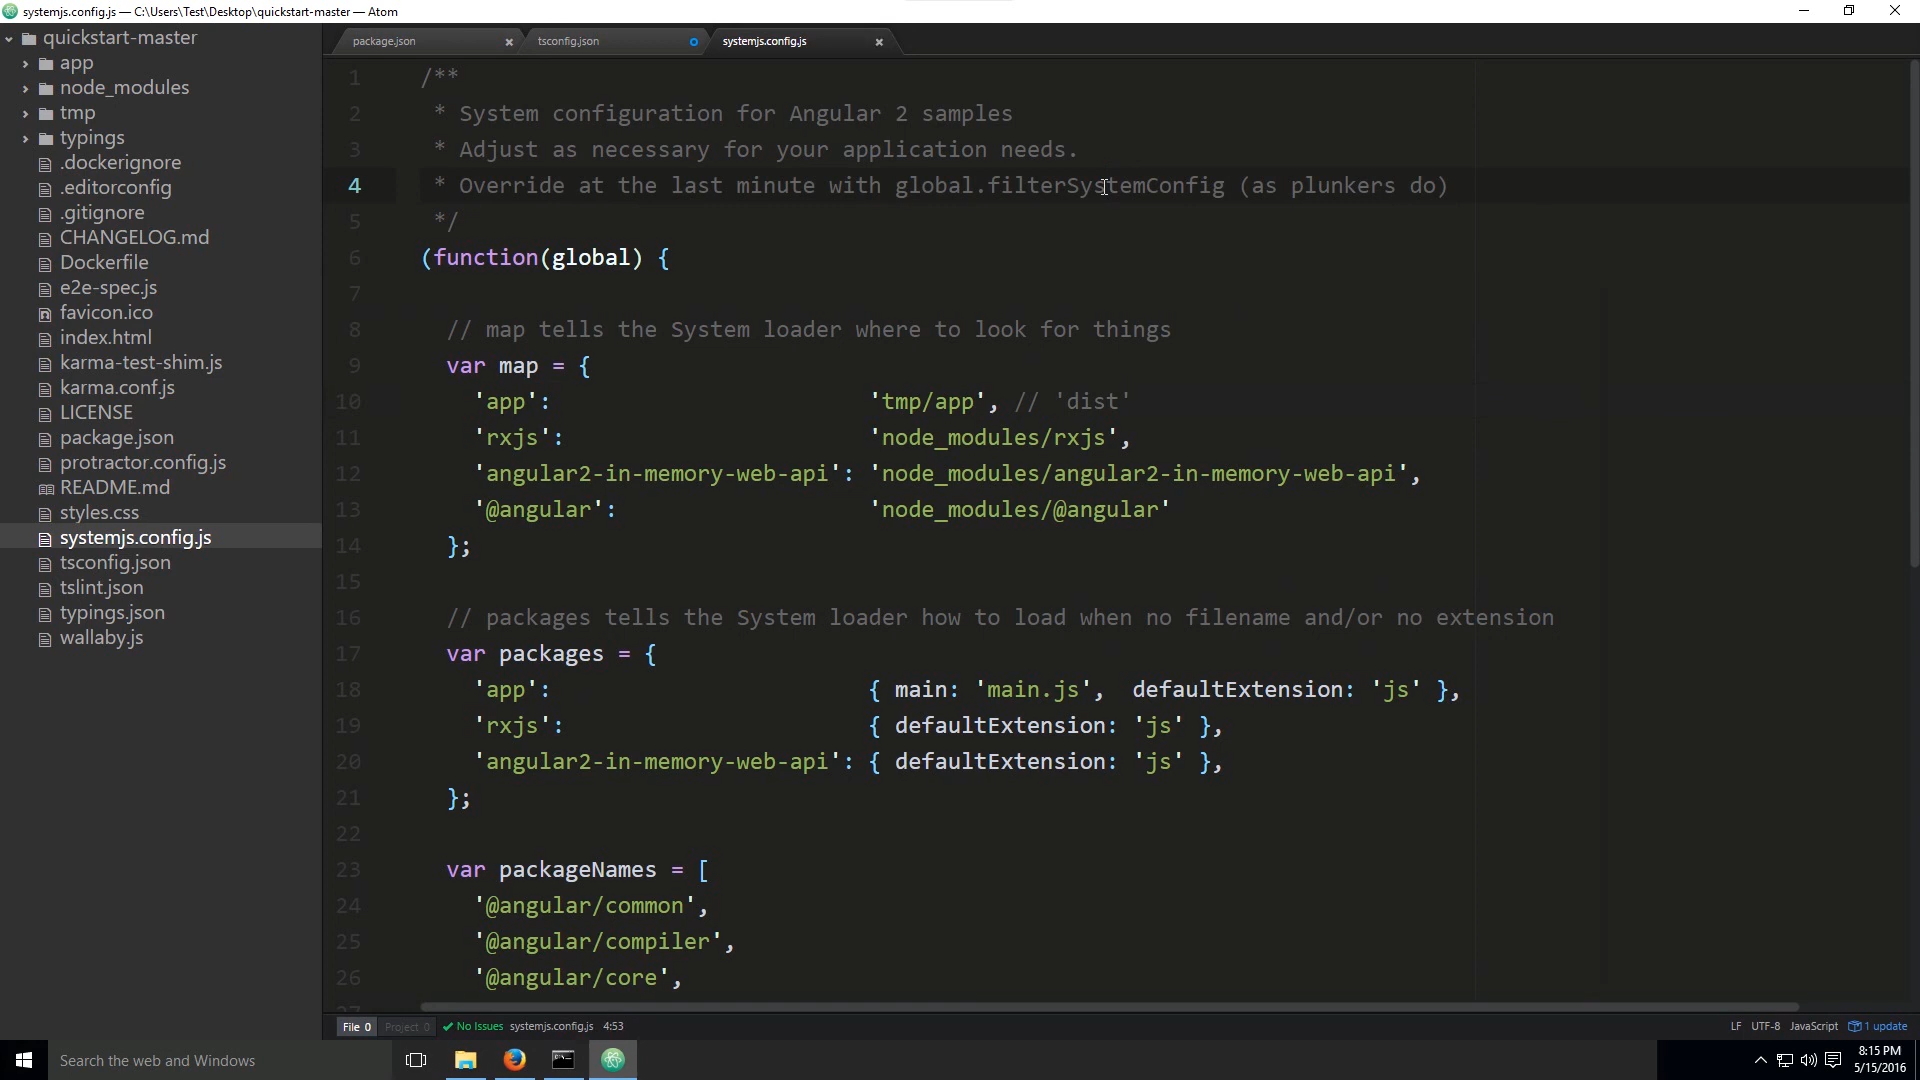 systemjs.config.js — C:\Users\Test\Desktop\quickstart-master — Atom
quickstart-master
app
node_modules
tmp
typings
.dockerignore
.editorconfig
.gitignore
CHANGELOG.md
Dockerfile
e2e-spec.js
favicon.ico
index.html
karma-test-shim.js
karma.conf.js
LICENSE
package.json
protractor.config.js
README.md
styles.css
systemjs.config.js
tsconfig.json
tslint.json
typings.json
wallaby.js
package.json tsconfig.json systemjs.config.js
1 /**
2 * System configuration for Angular 2 samples
3 * Adjust as necessary for your application needs.
4 * Override at the last minute with global.filterSystemConfig (as plunkers do)
5 */
6 (function(global) {
7
8 // map tells the System loader where to look for things
9 var map = {
10 'app': 'tmp/app', // 'dist'
11 'rxjs': 'node_modules/rxjs',
12 'angular2-in-memory-web-api': 'node_modules/angular2-in-memory-web-api',
13 '@angular': 'node_modules/@angular'
14 };
15
16 // packages tells the System loader how to load when no filename and/or no extension
17 var packages = {
18 'app': { main: 'main.js', defaultExtension: 'js' },
19 'rxjs': { defaultExtension: 'js' },
20 'angular2-in-memory-web-api': { defaultExtension: 'js' },
21 };
22
23 var packageNames = [
24 '@angular/common',
25 '@angular/compiler',
26 '@angular/core',
File 0 Project 0 No Issues systemjs.config.js 4:53 LF UTF-8 JavaScript 1 update
Search the web and Windows
8:15 PM
5/15/2016